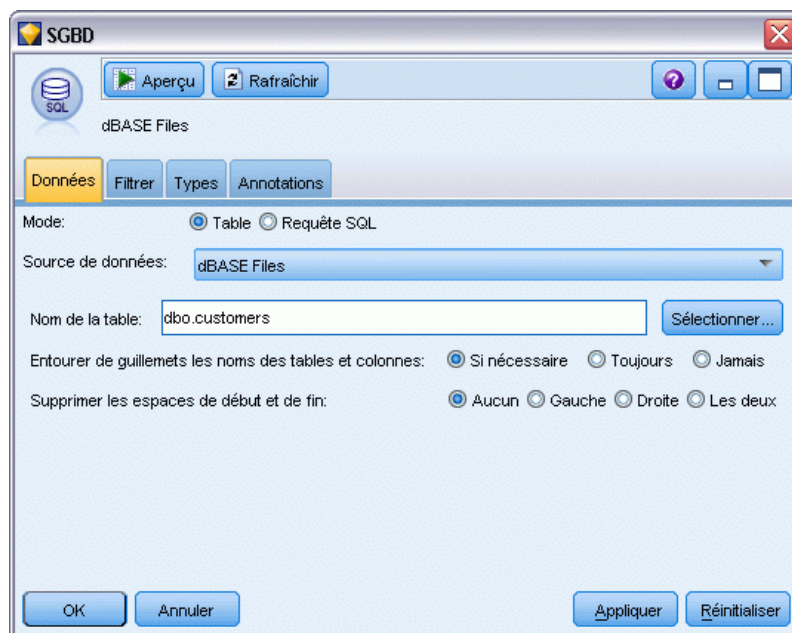 SGBD
Aperçu Rafraîchir
SQL
dBASE Files
Données Filtrer Types Annotations
Mode: Table Requête SQL
Source de données: dBASE Files
Nom de la table: dbo.customers Sélectionner...
Entourer de guillemets les noms des tables et colonnes: Si nécessaire Toujours Jamais
Supprimer les espaces de début et de fin: Aucun Gauche Droite Les deux
OK Annuler Appliquer Réinitialiser